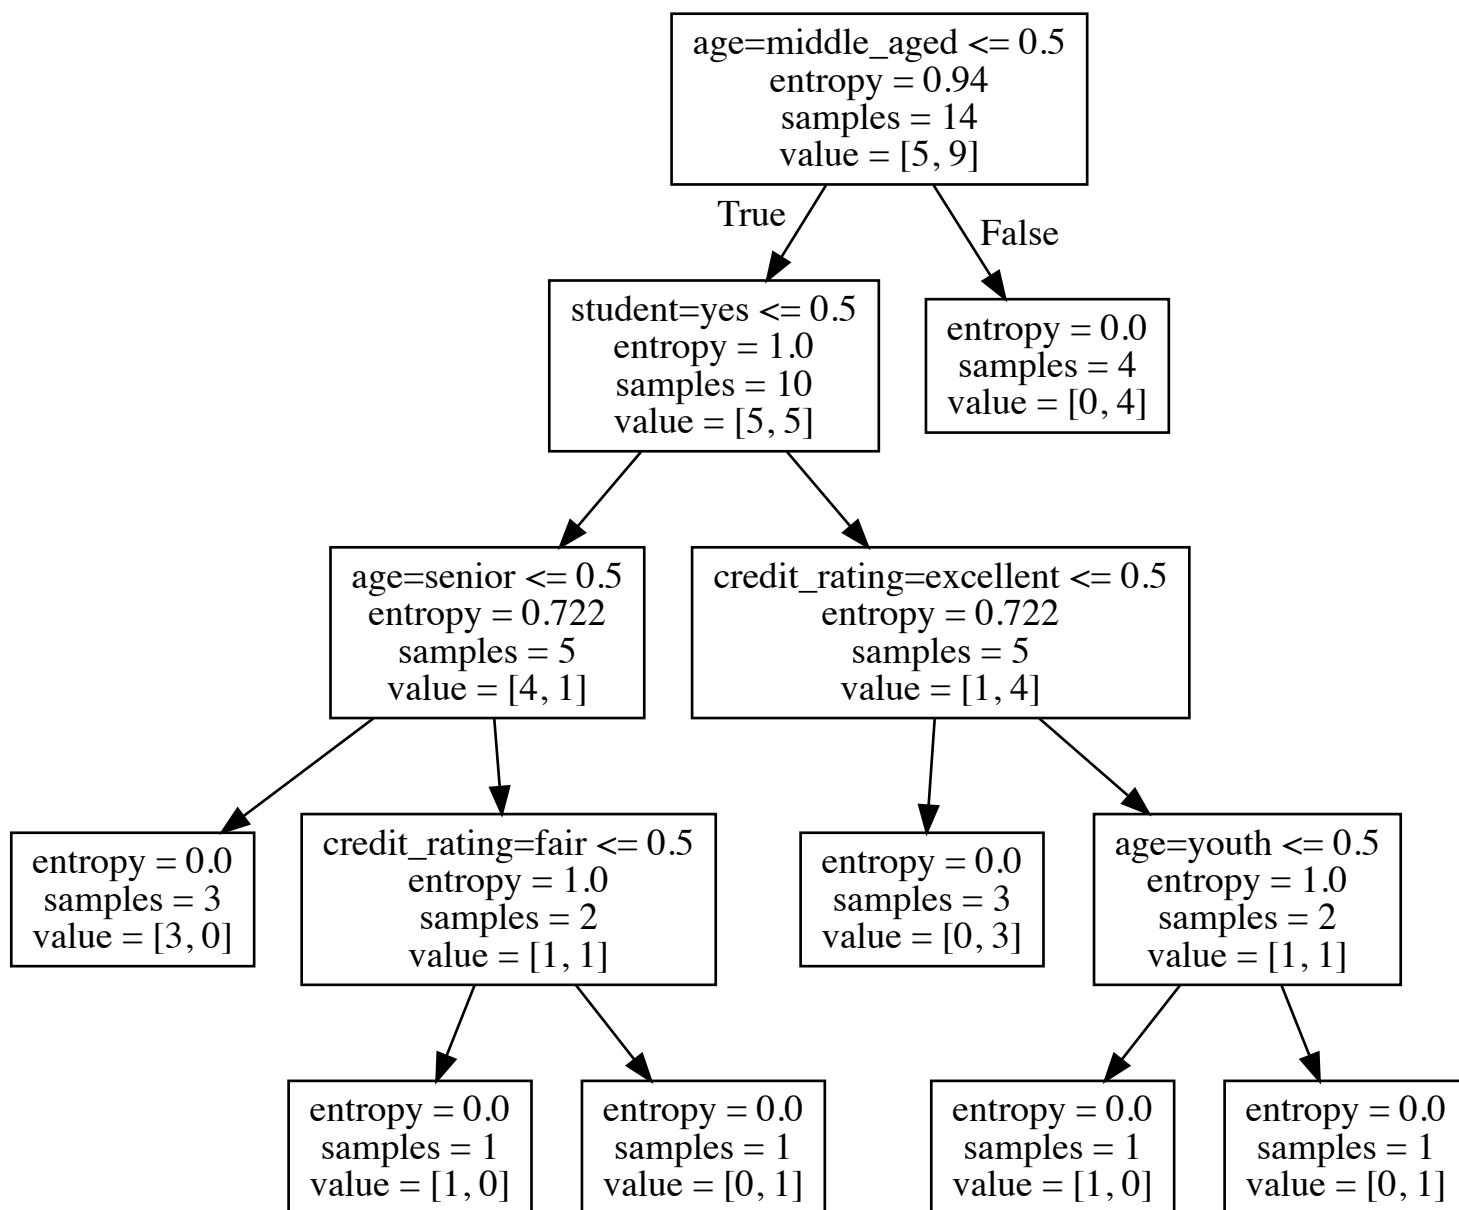 age=middle_aged <= 0.5
entropy = 0.94
samples = 14
value = [5, 9]
True
False
student=yes <= 0.5
entropy = 1.0
samples = 10
value = [5, 5]
entropy = 0.0
samples = 4
value = [0, 4]
age=senior <= 0.5
entropy = 0.722
samples = 5
value = [4, 1]
credit_rating=excellent <= 0.5
entropy = 0.722
samples = 5
value = [1, 4]
entropy = 0.0
samples = 3
value = [3, 0]
credit_rating=fair <= 0.5
entropy = 1.0
samples = 2
value = [1, 1]
entropy = 0.0
samples = 3
value = [0, 3]
age=youth <= 0.5
entropy = 1.0
samples = 2
value = [1, 1]
entropy = 0.0
samples = 1
value = [1, 0]
entropy = 0.0
samples = 1
value = [0, 1]
entropy = 0.0
samples = 1
value = [1, 0]
entropy = 0.0
samples = 1
value = [0, 1]